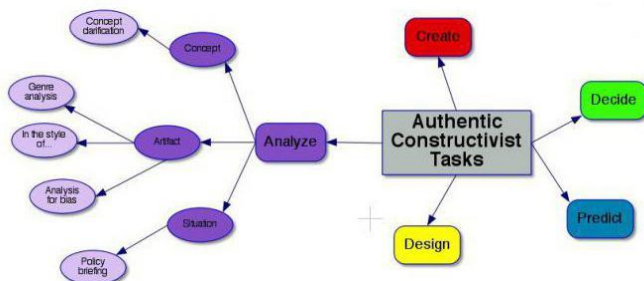 Concept
clarification
Concept
Genre
analysis
In the style
of...
Analysis
for bias
Artifact
Situation
Policy
briefing
Analyze
Create
Authentic
Constructivist
Tasks
Decide
Predict
Design